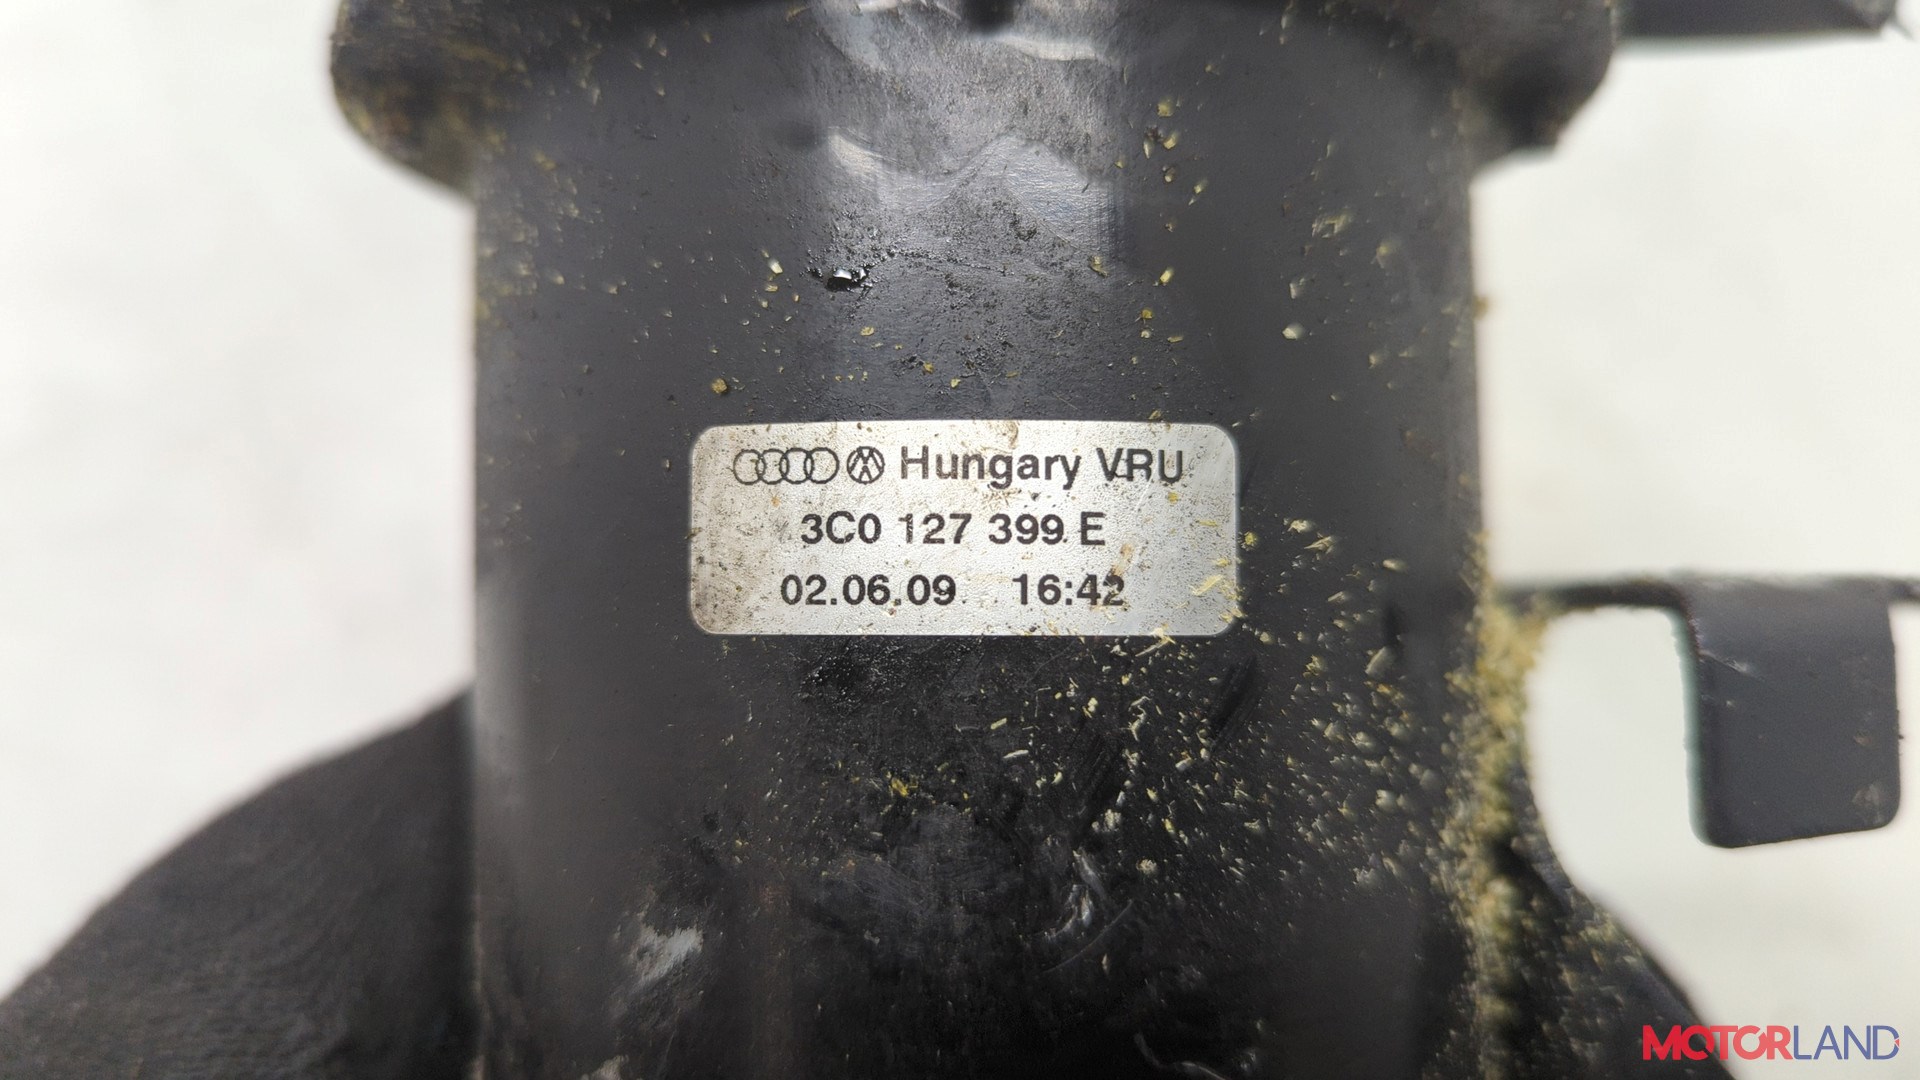 Hungary VRU
3C0 127 399 E
02.06.09 16:42
MOTORLAND